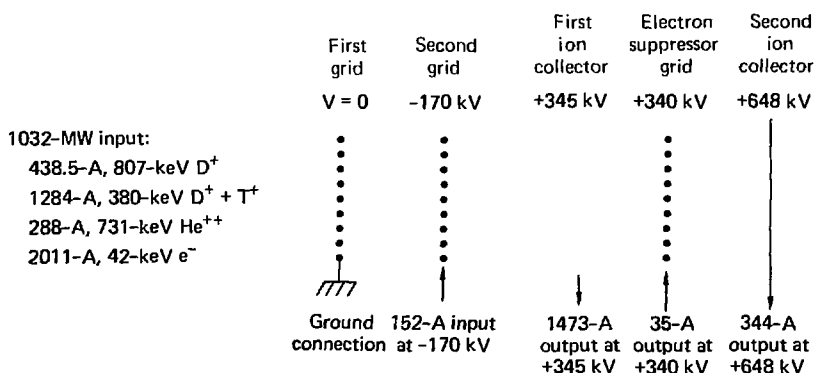 First grid
V = 0
Second grid
-170 kV
First ion collector
+345 kV
Electron suppressor grid
+340 kV
Second ion collector
+648 kV
1032-MW input:
438.5-A, 807-keV D+
1284-A, 380-keV D+ + T+
288-A, 731-keV He++
2011-A, 42-keV e-
Ground connection
152-A input at -170 kV
1473-A output at +345 kV
35-A output at +340 kV
344-A output at +648 kV